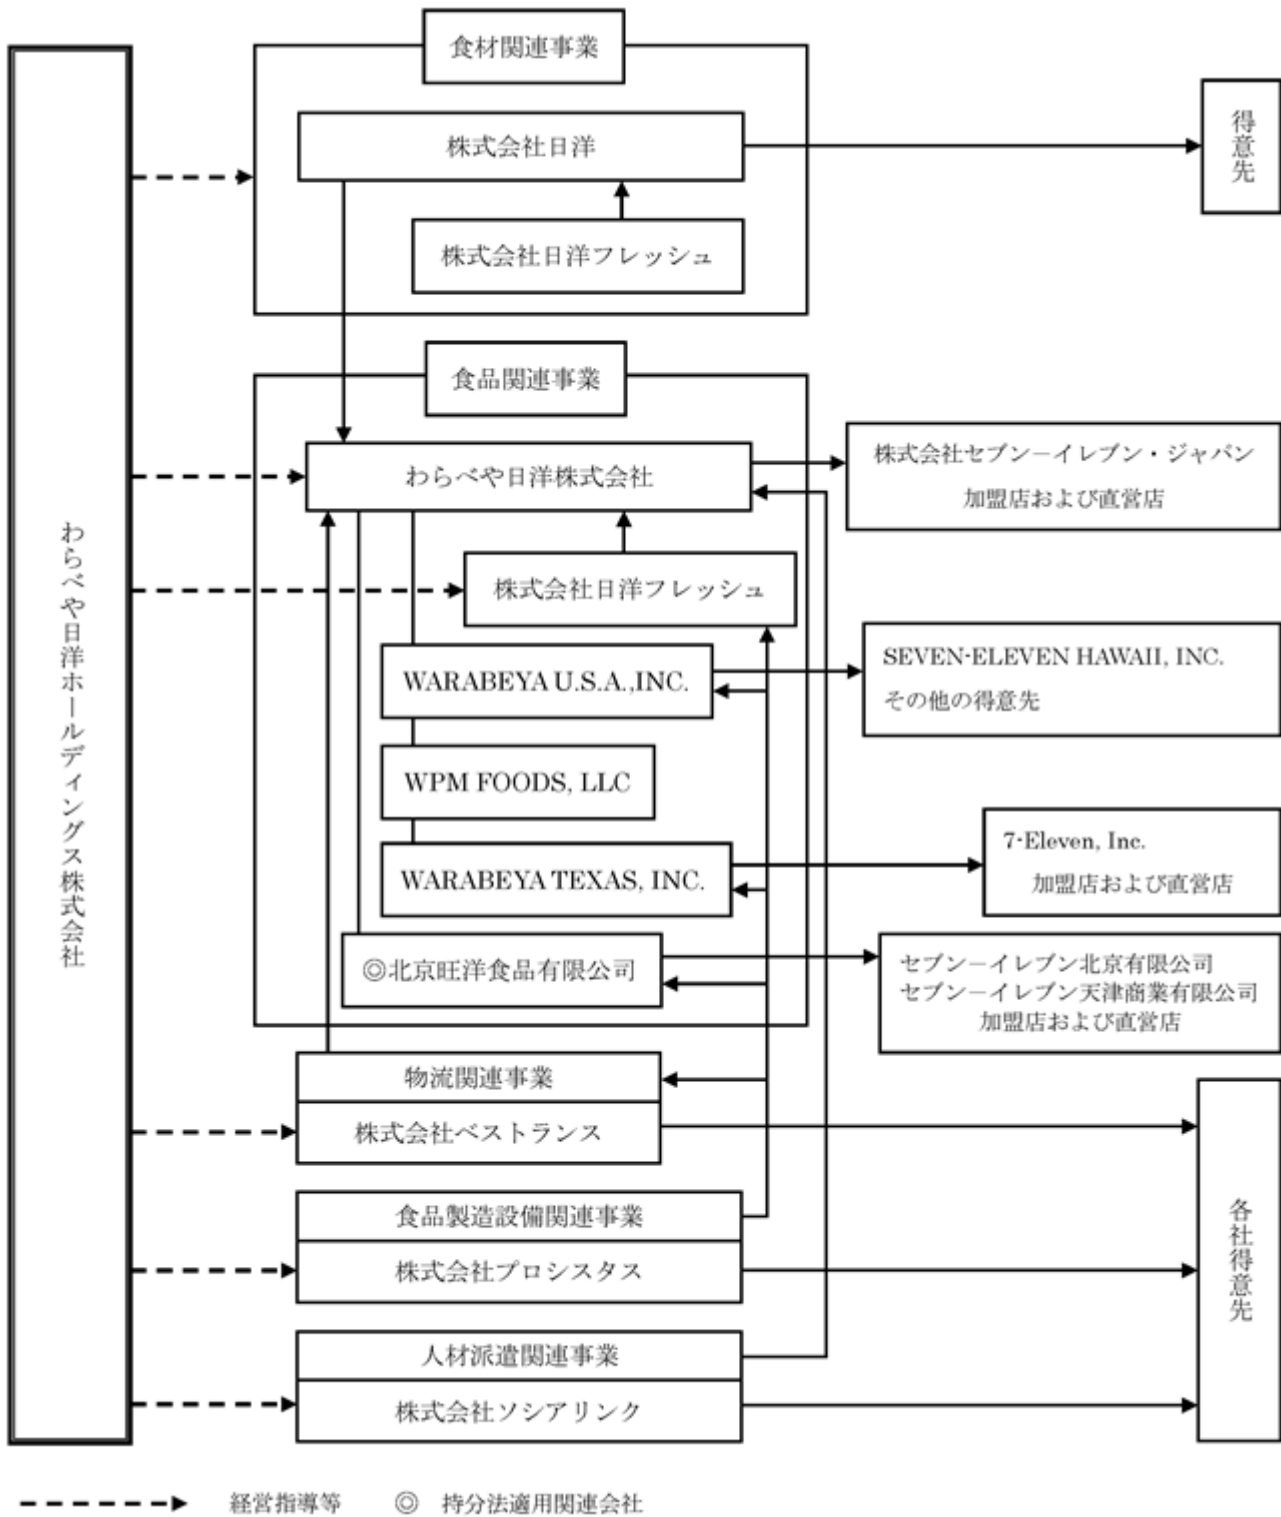 わらべや日洋ホールディングス株式会社
食材関連事業
株式会社日洋
株式会社日洋フレッシュ
得意先
食品関連事業
わらべや日洋株式会社
株式会社セブン－イレブン・ジャパン
加盟店および直営店
株式会社日洋フレッシュ
WARABEYA U.S.A.,INC.
SEVEN-ELEVEN HAWAII, INC.
その他の得意先
WPM FOODS, LLC
WARABEYA TEXAS, INC.
7-Eleven, Inc.
加盟店および直営店
◎北京旺洋食品有限公司
セブン－イレブン北京有限公司
セブン－イレブン天津商業有限公司
加盟店および直営店
物流関連事業
株式会社ベストランス
食品製造設備関連事業
株式会社プロシスタス
人材派遣関連事業
株式会社ソシアリンク
各社得意先
経営指導等 ◎ 持分法適用関連会社